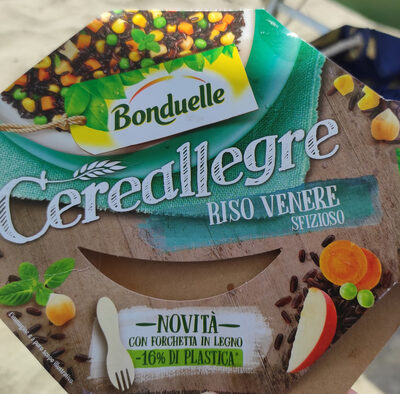 Bonduelle
Cereallegre
RISO VENERE
SFIZIOSO
NOVITÀ
CON FORCHETTA IN LEGNO
-16% DI PLASTICA*